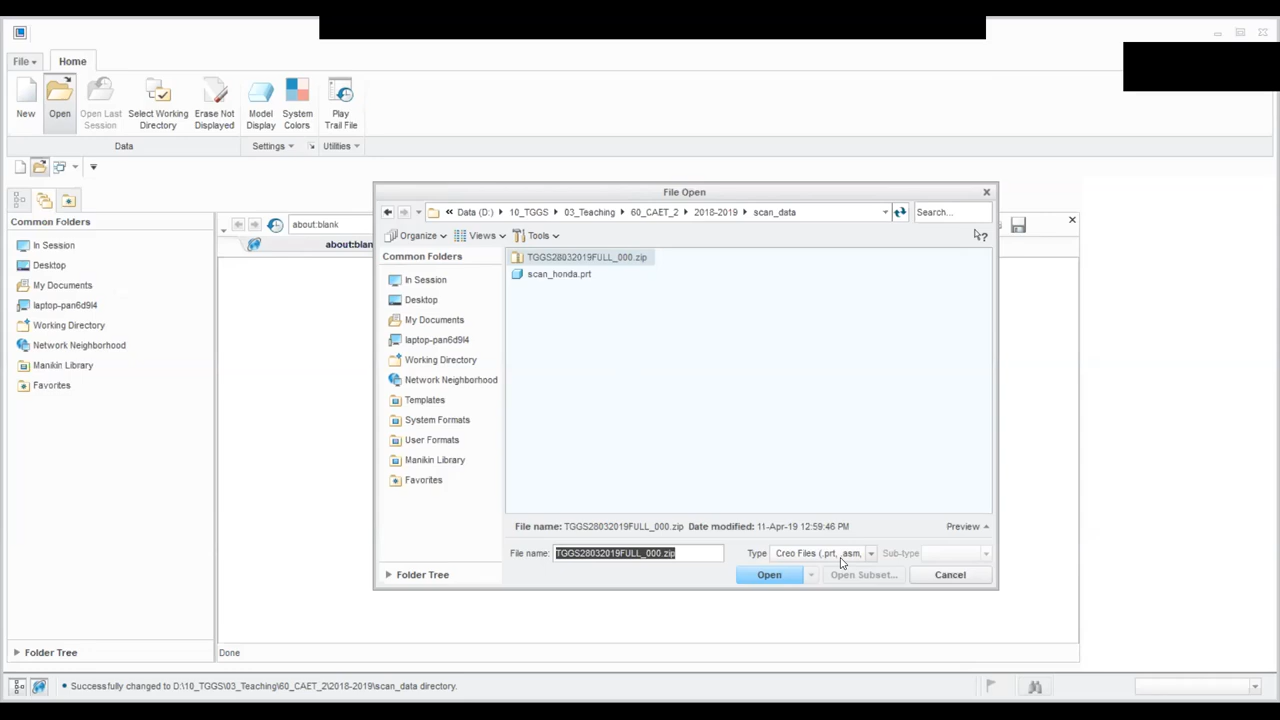 File
Home
New
Open
Open Last
Session
Select Working
Directory
Erase Not
Displayed
Model
Display
System
Colors
Play
Trail File
Data
Settings
Utilities
Common Folders
In Session
Desktop
My Documents
laptop-pan6d9l4
Working Directory
Network Neighborhood
Manikin Library
Favorites
about:blank
about:blan
File Open
« Data (D:)
10_TGGS
03_Teaching
60_CAET_2
2018-2019
scan_data
Search...
Organize
Views
Tools
Common Folders
In Session
Desktop
My Documents
laptop-pan6d9l4
Working Directory
Network Neighborhood
Templates
System Formats
User Formats
Manikin Library
Favorites
TGGS28032019FULL_000.zip
scan_honda.prt
File name: TGGS28032019FULL_000.zip Date modified: 11-Apr-19 12:59:46 PM
Preview
File name: TGGS28032019FULL_000.zip
Type Creo Files (.prt, .asm,
Sub-type
Folder Tree
Open
Open Subset...
Cancel
Folder Tree
Done
• Successfully changed to D:\10_TGGS\03_Teaching\60_CAET_2\2018-2019\scan_data directory.